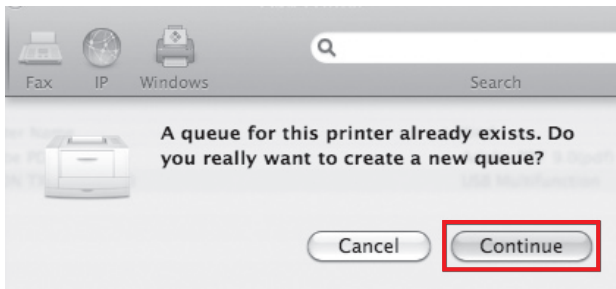 Fax IP Windows Search
A queue for this printer already exists. Do
you really want to create a new queue?
Cancel Continue